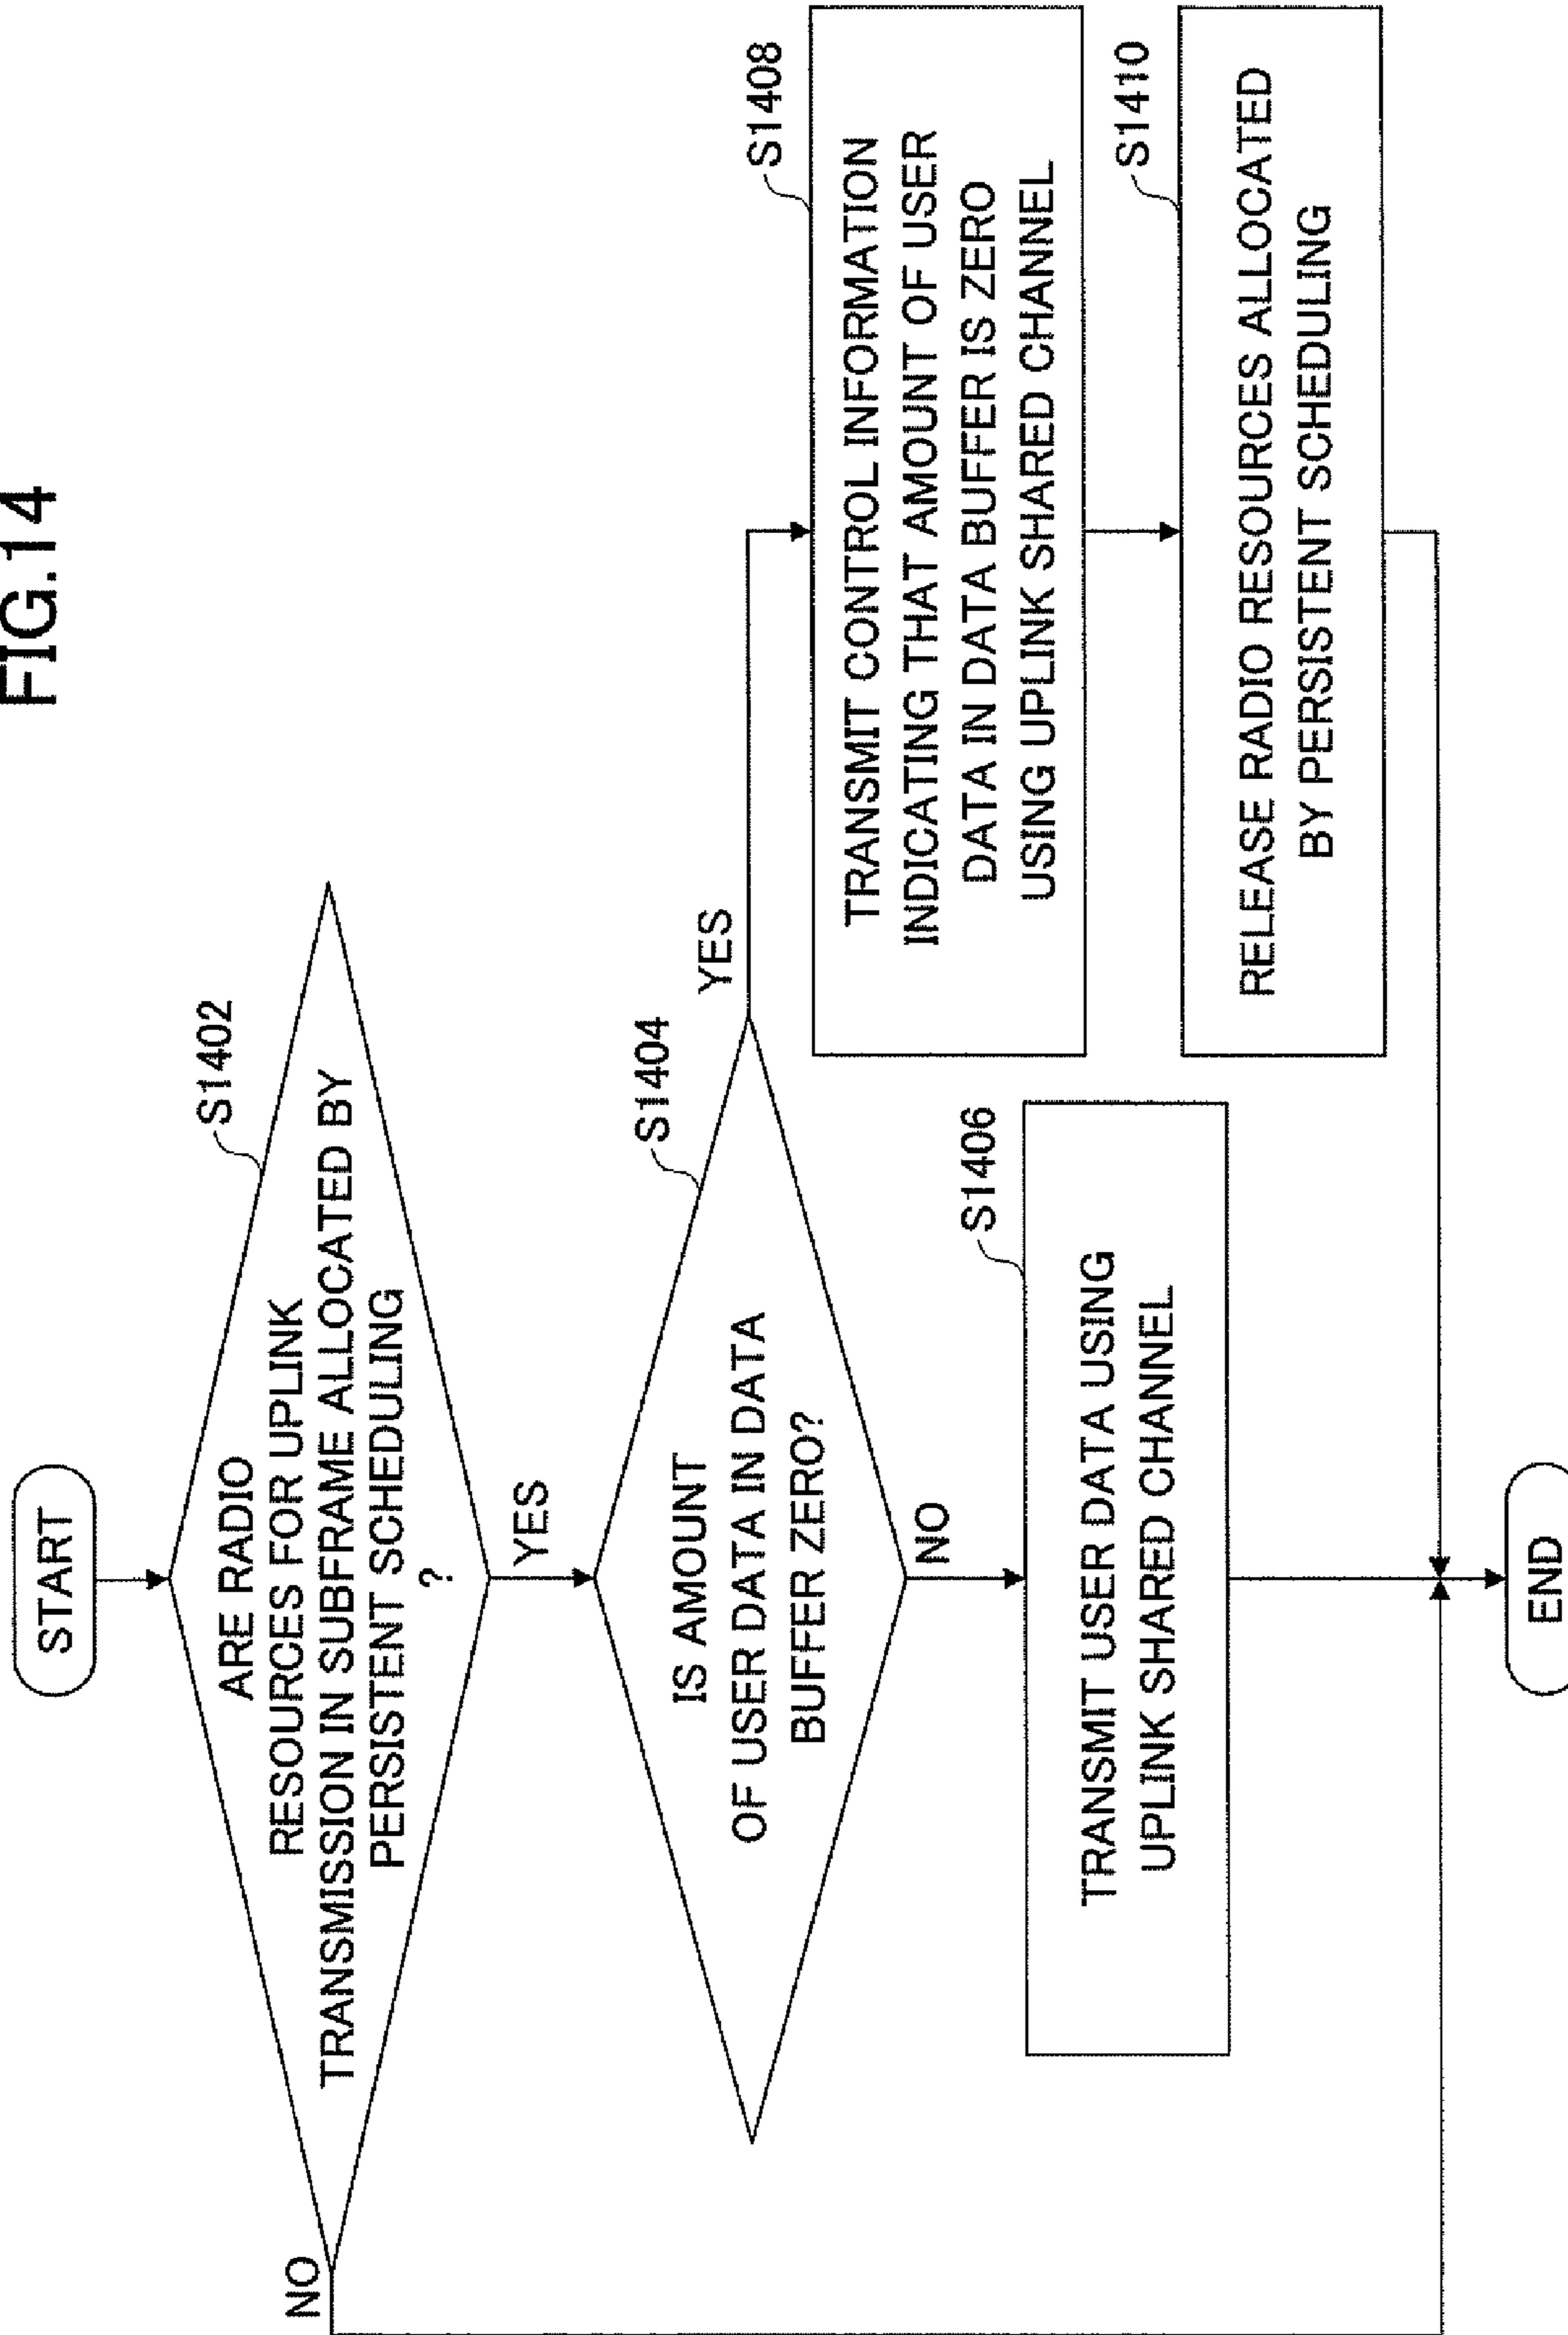 FIG.14
START
S1402
ARE RADIO
RESOURCES FOR UPLINK
TRANSMISSION IN SUBFRAME ALLOCATED BY
PERSISTENT SCHEDULING
?
NO
YES
S1404
IS AMOUNT
OF USER DATA IN DATA
BUFFER ZERO?
YES
NO
S1406
TRANSMIT USER DATA USING
UPLINK SHARED CHANNEL
S1408
TRANSMIT CONTROL INFORMATION
INDICATING THAT AMOUNT OF USER
DATA IN DATA BUFFER IS ZERO
USING UPLINK SHARED CHANNEL
S1410
RELEASE RADIO RESOURCES ALLOCATED
BY PERSISTENT SCHEDULING
END